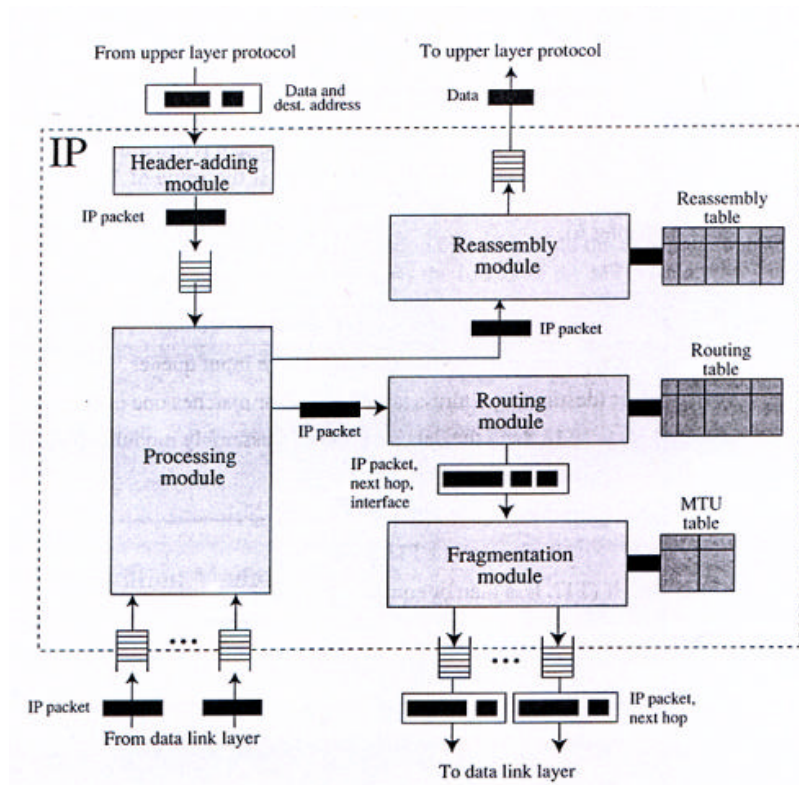 From upper layer protocol
To upper layer protocol
Data and
dest. address
Data
IP
Header-adding
module
IP packet
Reassembly
table
Reassembly
module
IP packet
Routing
table
Processing
module
IP packet
Routing
module
IP packet,
next hop,
interface
MTU
table
Fragmentation
module
IP packet
From data link layer
IP packet,
next hop
To data link layer